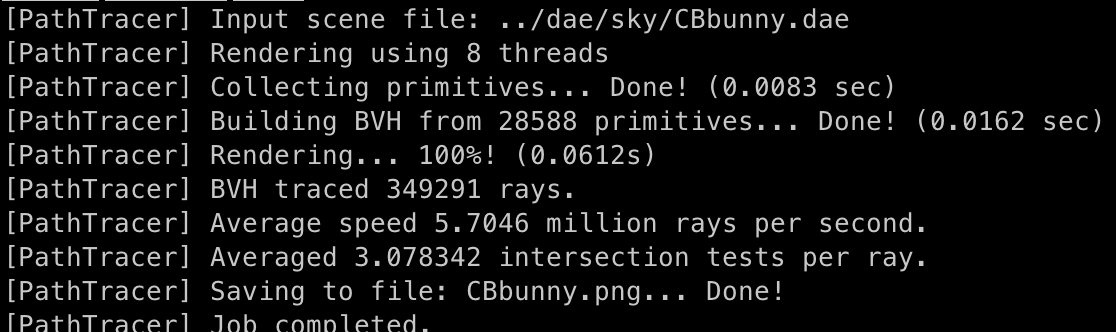 [PathTracer] Input scene file: ../dae/sky/CBbunny.dae
[PathTracer] Rendering using 8 threads
[PathTracer] Collecting primitives... Done! (0.0083 sec)
[PathTracer] Building BVH from 28588 primitives... Done! (0.0162 sec)
[PathTracer] Rendering... 100%! (0.0612s)
[PathTracer] BVH traced 349291 rays.
[PathTracer] Average speed 5.7046 million rays per second.
[PathTracer] Averaged 3.078342 intersection tests per ray.
[PathTracer] Saving to file: CBbunny.png... Done!
[PathTracer] Job completed.